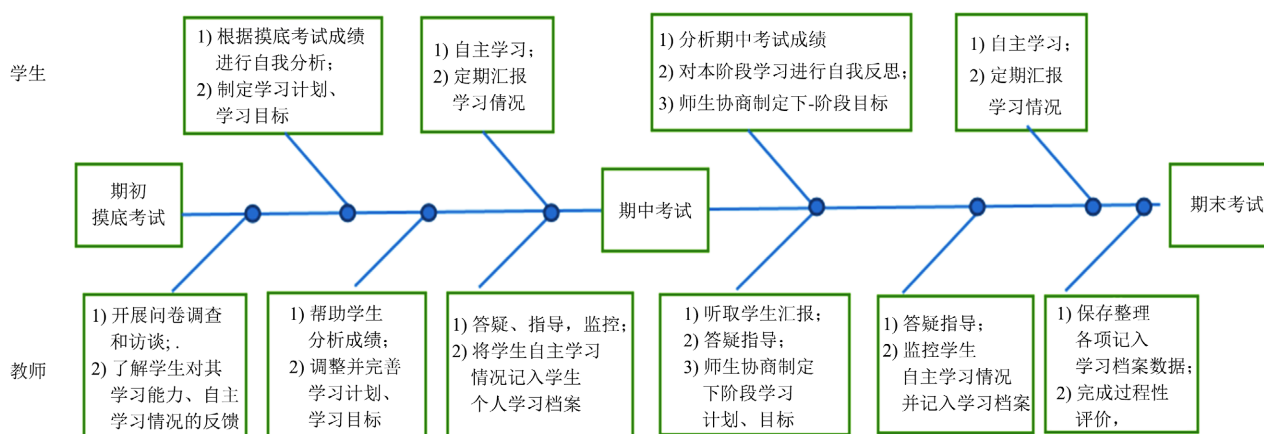 学生
1) 根据摸底考试成绩
进行自我分析;
2) 制定学习计划、
学习目标
1) 自主学习;
2) 定期汇报
学习情况
1) 分析期中考试成绩
2) 对本阶段学习进行自我反思;
3) 师生协商制定下-阶段目标
1) 自主学习;
2) 定期汇报
学习情况
期初
摸底考试
期中考试
期末考试
教师
1) 开展问卷调查
和访谈; .
2) 了解学生对其
学习能力、自主
学习情况的反馈
1) 帮助学生
分析成绩;
2) 调整并完善
学习计划、
学习目标
1) 答疑、指导，监控;
2) 将学生自主学习
情况记入学生
个人学习档案
1) 听取学生汇报;
2) 答疑指导;
3) 师生协商制定
下阶段学习
计划、目标
1) 答疑指导;
2) 监控学生
自主学习情况
并记入学习档案
1) 保存整理
各项记入
学习档案数据;
2) 完成过程性
评价，